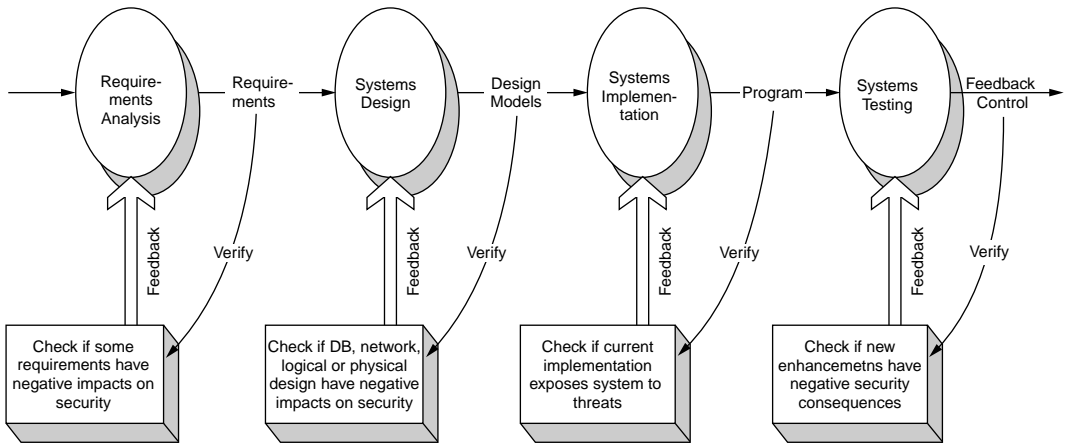 Require-
ments
Analysis
Require-
ments
Systems
Design
Design
Models
Systems
Implemen-
tation
Program
Systems
Testing
Feedback
Control
Feedback
Verify
Feedback
Verify
Feedback
Verify
Feedback
Verify
Check if some
requirements have
negative impacts on
security
Check if DB, network,
logical or physical
design have negative
impacts on security
Check if current
implementation
exposes system to
threats
Check if new
enhancemetns have
negative security
consequences